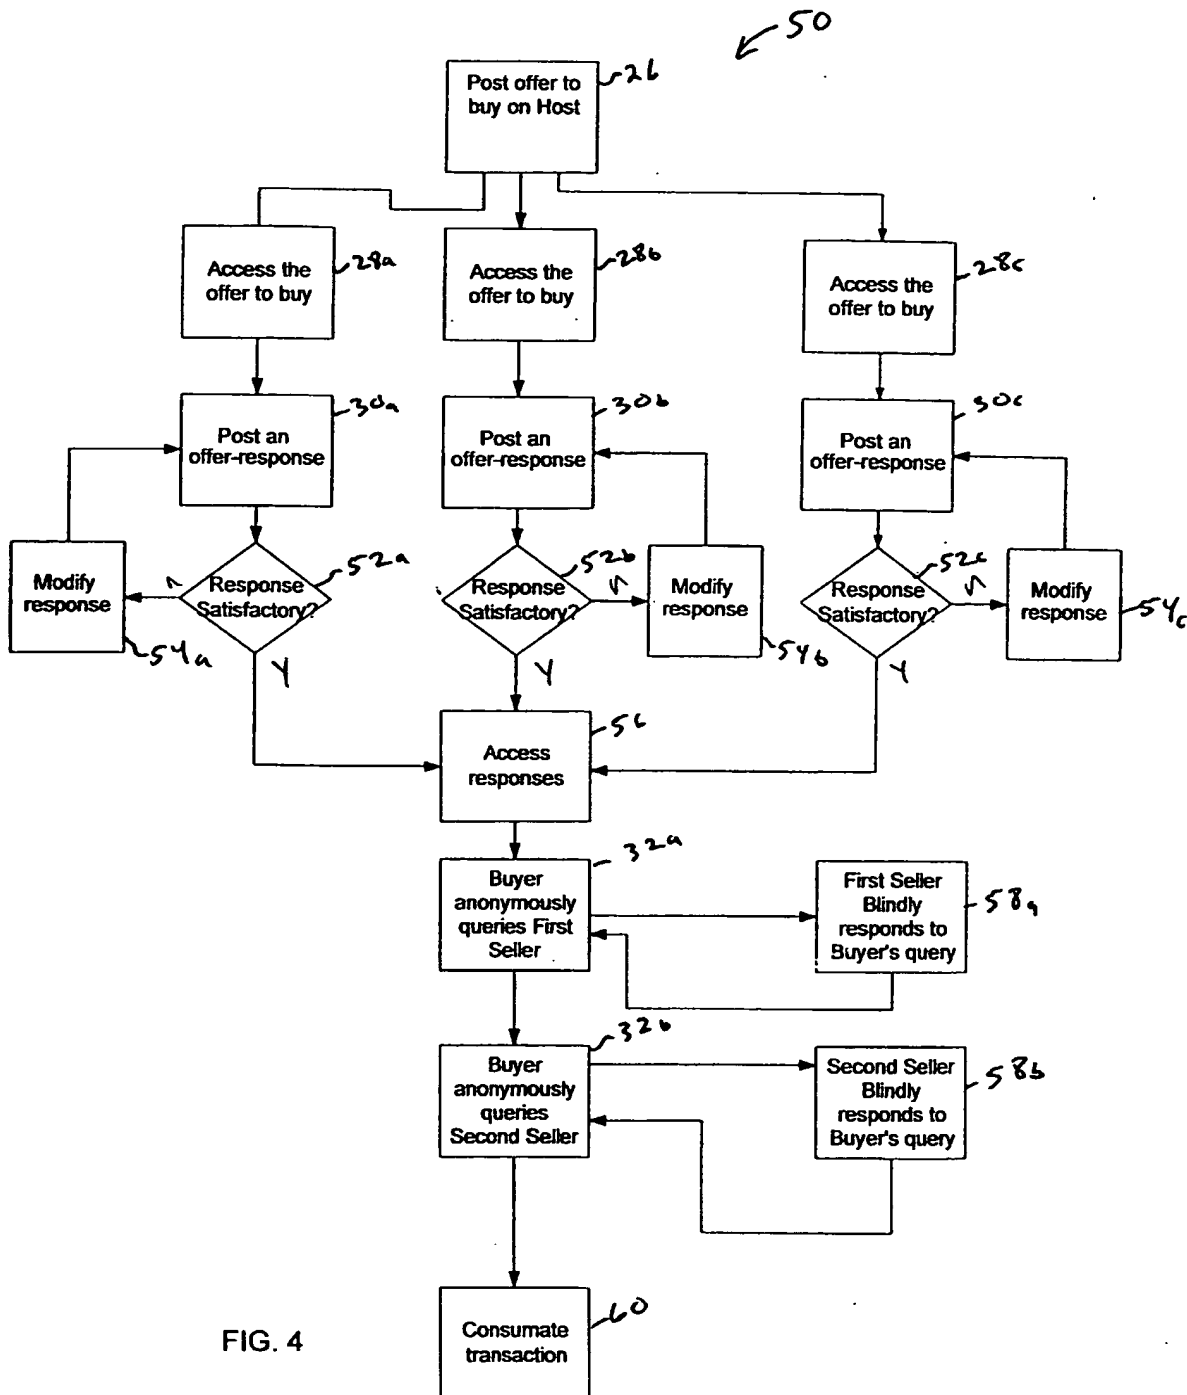 50
Post offer to
buy on Host
26
Access the
offer to buy
28a
Access the
offer to buy
28b
Access the
offer to buy
28c
Post an
offer-response
30a
Post an
offer-response
30b
Post an
offer-response
30c
Modify
response
54a
n
Response
Satisfactory?
52a
Y
Response
Satisfactory?
52b
n
Y
Modify
response
54b
Response
Satisfactory?
52c
n
Y
Modify
response
54c
Access
responses
56
Buyer
anonymously
queries First
Seller
32a
First Seller
Blindly
responds to
Buyer's query
58a
Buyer
anonymously
queries
Second Seller
32b
Second Seller
Blindly
responds to
Buyer's query
58b
Consumate
transaction
60
FIG. 4